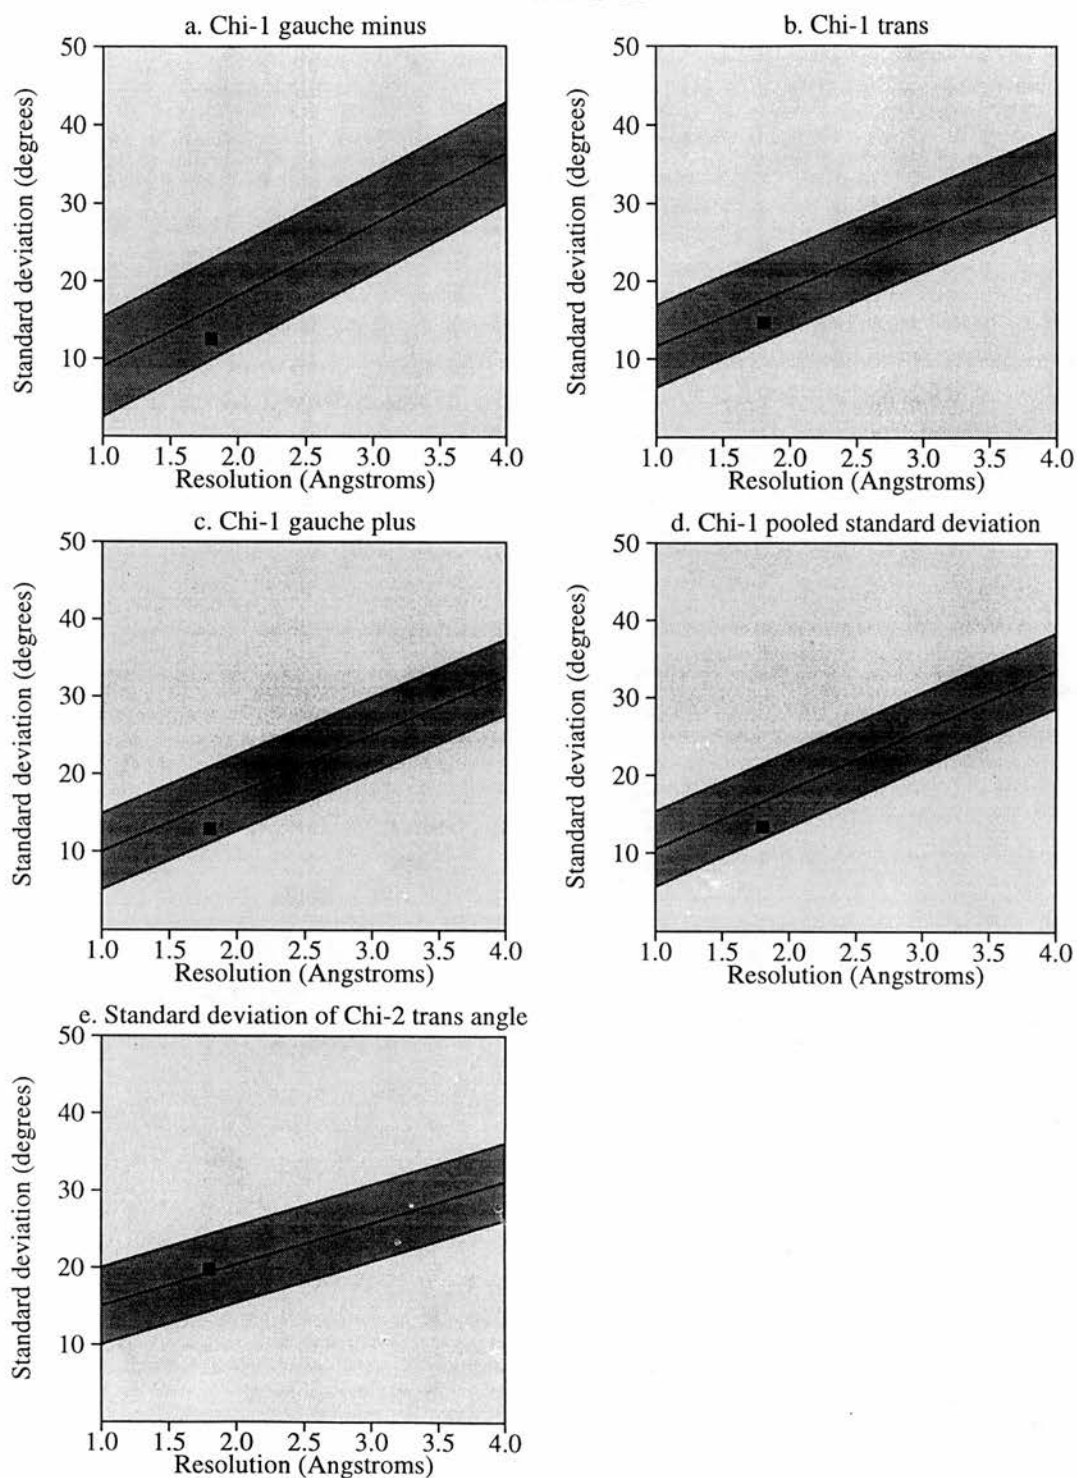 a. Chi-1 gauche minus
50
40
30
20
10
Standard deviation (degrees)
1.0 1.5 2.0 2.5 3.0 3.5 4.0
Resolution (Angstroms)
b. Chi-1 trans
50
40
30
20
10
Standard deviation (degrees)
1.0 1.5 2.0 2.5 3.0 3.5 4.0
Resolution (Angstroms)
c. Chi-1 gauche plus
50
40
30
20
10
Standard deviation (degrees)
1.0 1.5 2.0 2.5 3.0 3.5 4.0
Resolution (Angstroms)
d. Chi-1 pooled standard deviation
50
40
30
20
10
Standard deviation (degrees)
1.0 1.5 2.0 2.5 3.0 3.5 4.0
Resolution (Angstroms)
e. Standard deviation of Chi-2 trans angle
50
40
30
20
10
Standard deviation (degrees)
1.0 1.5 2.0 2.5 3.0 3.5 4.0
Resolution (Angstroms)